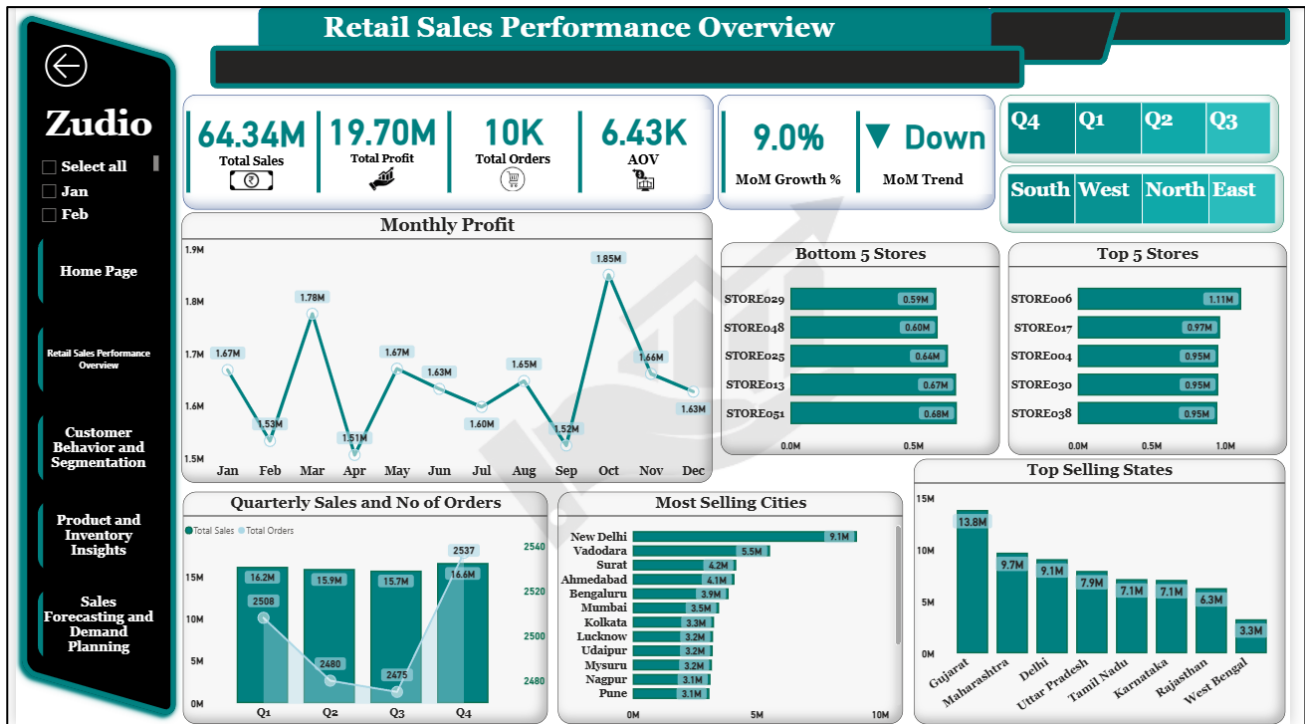 Retail Sales Performance Overview
Zudio
Select all
Jan
Feb
Home Page
Retail Sales Performance
Overview
Customer
Behavior and
Segmentation
Product and
Inventory
Insights
Sales
Forecasting and
Demand
Planning
64.34M
Total Sales
19.70M
Total Profit
10K
Total Orders
6.43K
AOV
9.0%
MoM Growth %
▼ Down
MoM Trend
Q4 Q1 Q2 Q3
South West North East
Monthly Profit
1.9M
1.8M
1.7M
1.6M
1.5M
1.67M
1.53M
1.78M
1.51M
1.67M
1.63M
1.60M
1.65M
1.52M
1.85M
1.66M
1.63M
Jan Feb Mar Apr May Jun Jul Aug Sep Oct Nov Dec
Bottom 5 Stores
STORE029 0.59M
STORE048 0.60M
STORE025 0.64M
STORE013 0.67M
STORE051 0.68M
0.0M 0.5M
Top 5 Stores
STORE006 1.11M
STORE017 0.97M
STORE004 0.95M
STORE030 0.95M
STORE038 0.95M
0.0M 0.5M 1.0M
Quarterly Sales and No of Orders
Total Sales Total Orders
15M
10M
5M
0M
16.2M 15.9M 15.7M 16.6M
2508 2480 2475 2537
2540
2520
2500
2480
Q1 Q2 Q3 Q4
Most Selling Cities
New Delhi 9.1M
Vadodara 5.5M
Surat 4.2M
Ahmedabad 4.1M
Bengaluru 3.9M
Mumbai 3.5M
Kolkata 3.3M
Lucknow 3.2M
Udaipur 3.2M
Mysuru 3.2M
Nagpur 3.1M
Pune 3.1M
0M 5M 10M
Top Selling States
15M
10M
5M
0M
13.8M 9.7M 9.1M 7.9M 7.1M 7.1M 6.3M 3.3M
Gujarat Maharashtra Delhi Uttar Pradesh Tamil Nadu Karnataka Rajasthan West Bengal